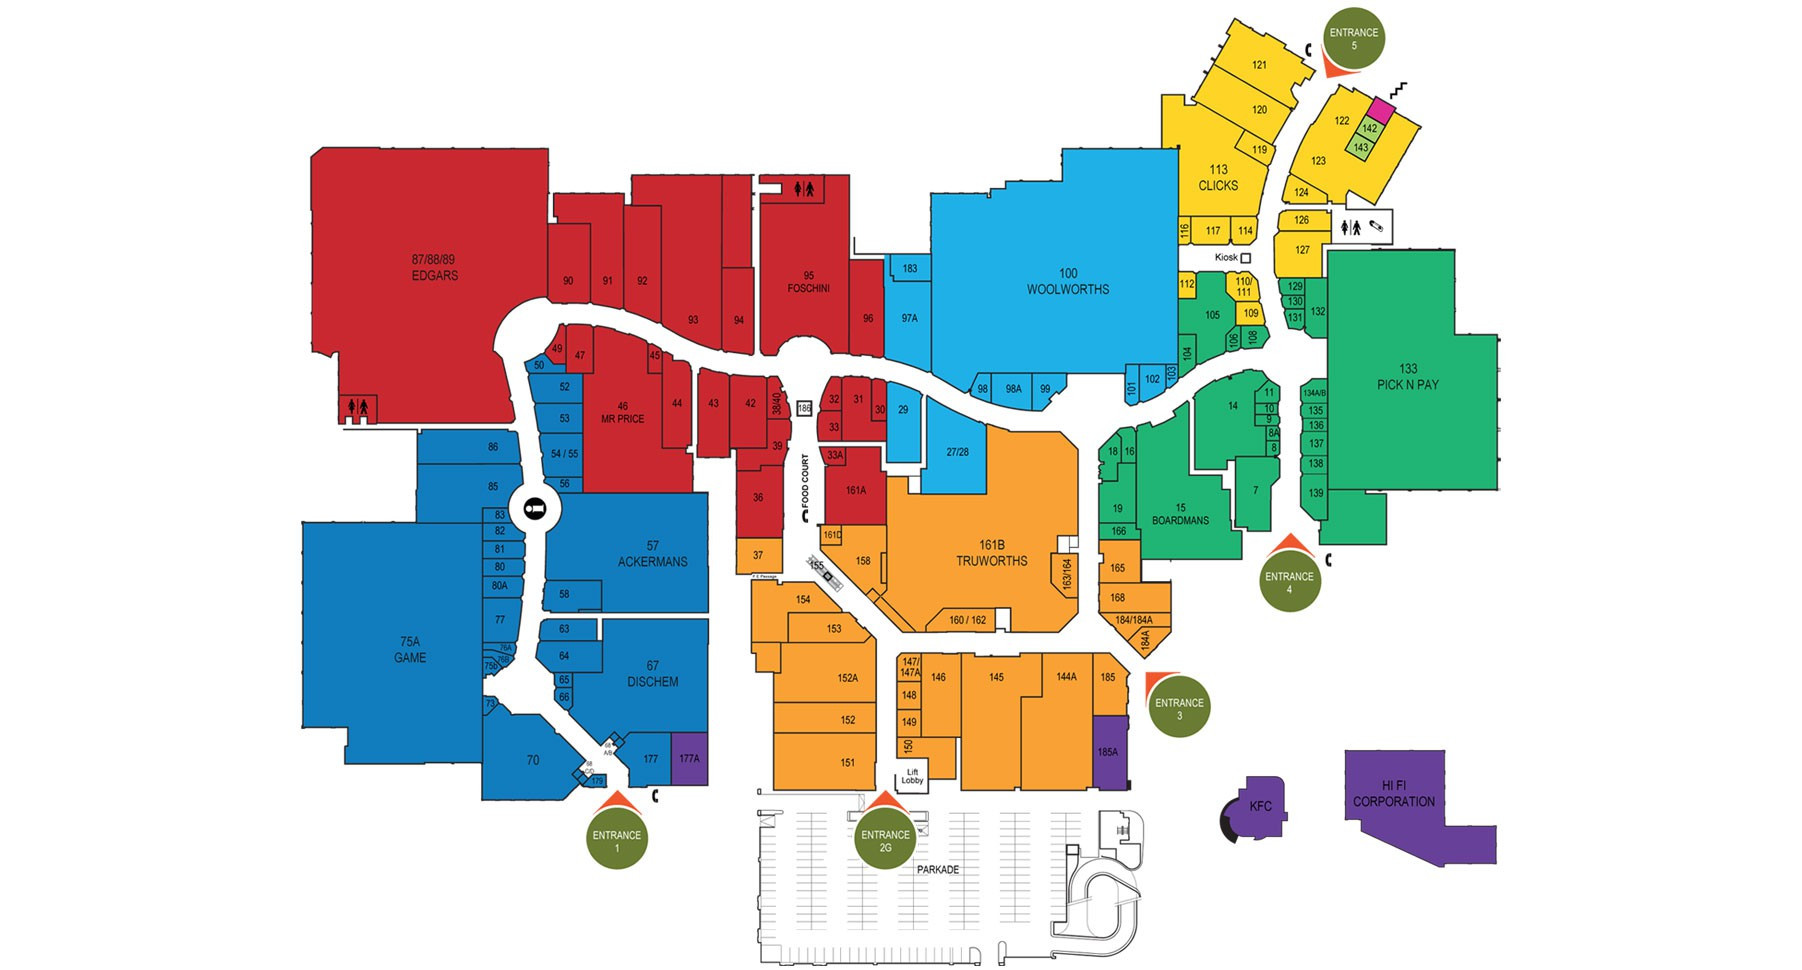 ENTRANCE
5
121
120
122
142
143
119
123
113
CLICKS
124
116
117
114
126
127
Kiosk
87/88/89
EDGARS
90
91
92
93
94
95
FOSCHINI
96
183
97A
100
WOOLWORTHS
112
110/
111
109
105
104
106
108
129
130
131
132
133
PICK N PAY
98
98A
99
101
102
103
49
47
45
50
52
53
54 / 55
56
46
MR PRICE
44
43
42
38/40
39
186
32
31
30
33
33A
29
27/28
14
11
10
9
8A
8
134A/B
135
136
137
138
139
18
16
19
166
15
BOARDMANS
7
86
85
83
82
81
80
80A
77
76A
76B
75b
73
57
ACKERMANS
58
36
FOOD COURT
161A
37
F E Passage
161D
155
158
161B
TRUWORTHS
163/164
165
168
184/184A
184A
ENTRANCE
4
75A
GAME
63
64
65
66
67
DISCHEM
154
153
160 / 162
152A
147/
147A
146
145
144A
185
148
152
149
150
151
185A
ENTRANCE
3
70
68
A/B
68
C/D
179
177
177A
Lift
Lobby
ENTRANCE
1
ENTRANCE
2G
PARKADE
KFC
HI FI
CORPORATION